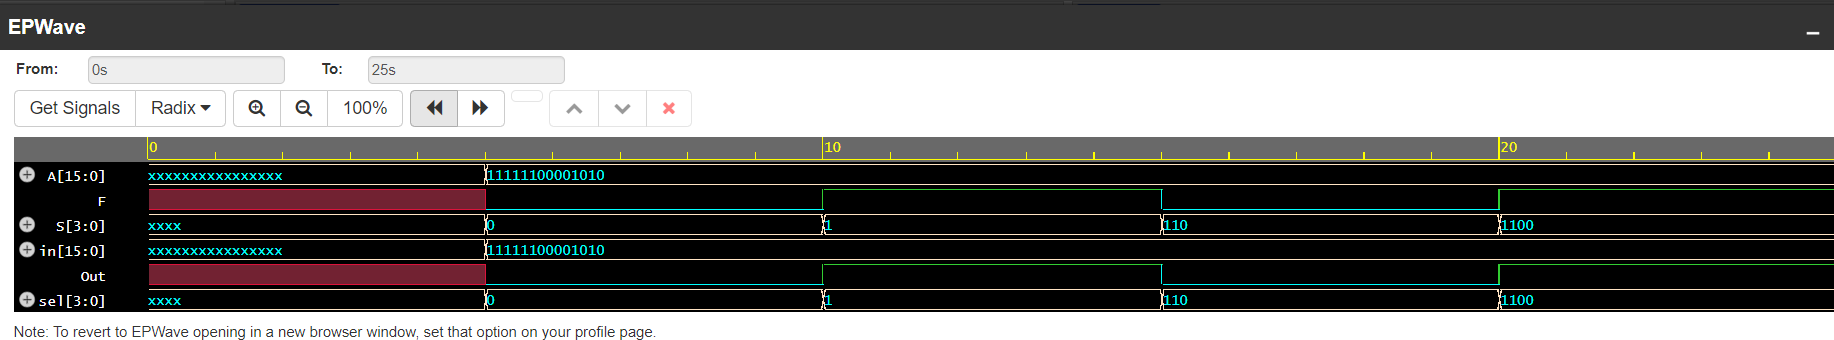 EPWave
From: 0s To: 25s
Get Signals Radix 100%
0 10 20
A[15:0] xxxxxxxxxxxxxxxx 11111100001010
F
S[3:0] xxxx 0 1 110 1100
in[15:0] xxxxxxxxxxxxxxxx 11111100001010
Out
sel[3:0] xxxx 0 1 110 1100
Note: To revert to EPWave opening in a new browser window, set that option on your profile page.